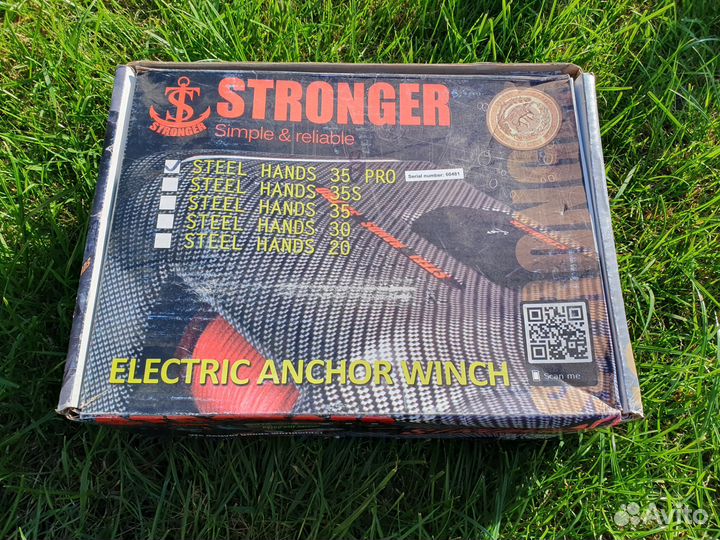 STRONGER
STRONGER
Simple & reliable
STEEL HANDS 35 PRO
Serial number: 60481
STEEL HANDS 35S
STEEL HANDS 35
STEEL HANDS 30
STEEL HANDS 20
ELECTRIC ANCHOR WINCH
Scan me
Avito